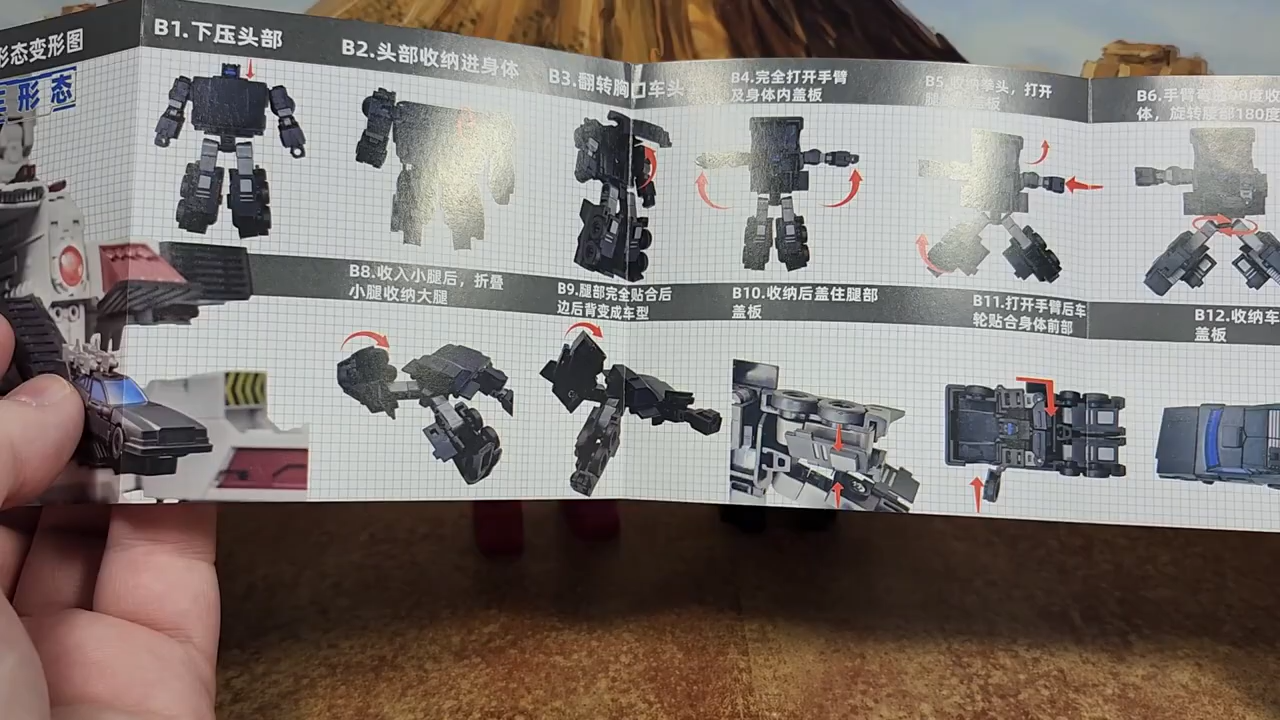 形态变形图
形态
B1.下压头部
B2.头部收纳进身体
B3.翻转胸口车头
B4.完全打开手臂
及身体内盖板
B5.收纳拳头，打开
板
B6.手臂
体，旋转腰部180度
B8.收入小腿后，折叠
小腿收纳大腿
B9.腿部完全贴合后
边后背变成车型
B10.收纳后盖住腿部
盖板
B11.打开手臂后车
轮贴合身体前部
B12.收纳车
盖板